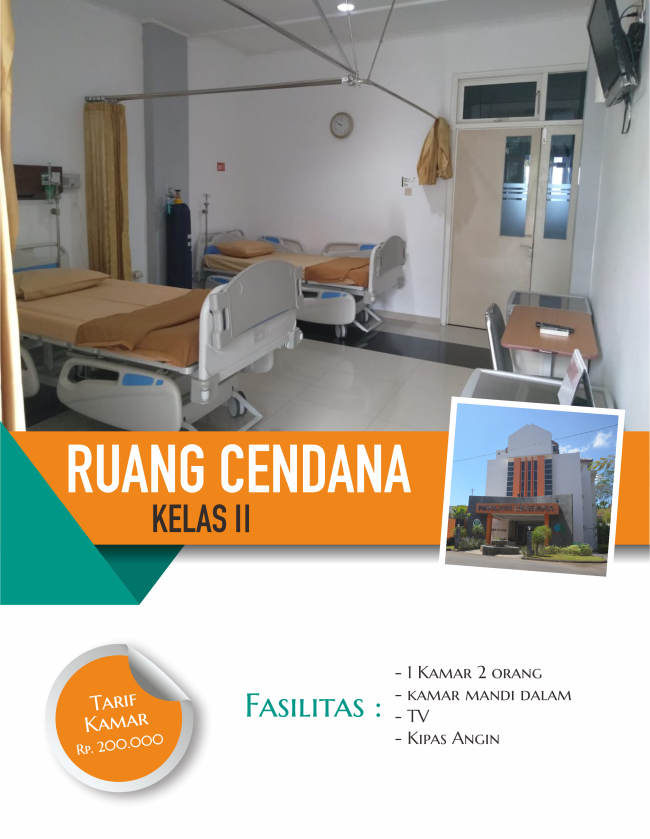 RUANG CENDANA
KELAS II
Tarif
Kamar
Rp. 200.000
Fasilitas :
- 1 Kamar 2 orang
- kamar mandi dalam
- TV
- Kipas Angin